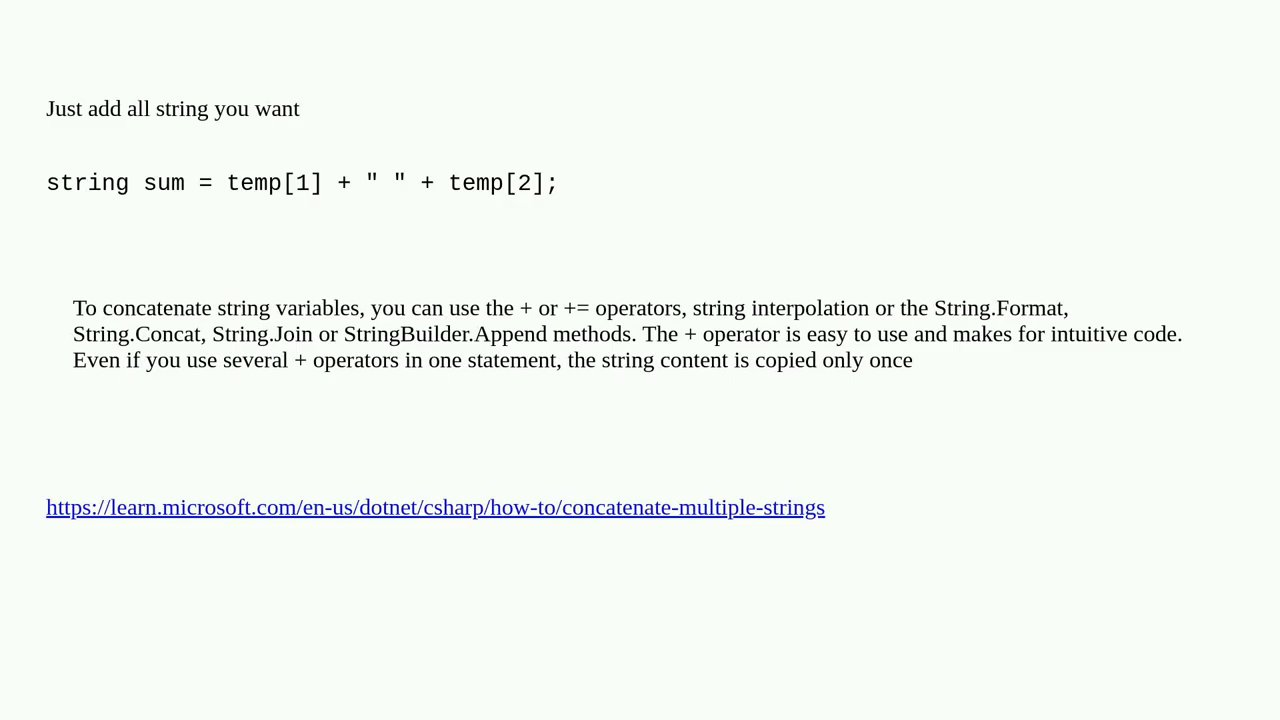 Just add all string you want
string sum = temp[1] + " " + temp[2];
To concatenate string variables, you can use the + or += operators, string interpolation or the String.Format,
String.Concat, String.Join or StringBuilder.Append methods. The + operator is easy to use and makes for intuitive code.
Even if you use several + operators in one statement, the string content is copied only once
https://learn.microsoft.com/en-us/dotnet/csharp/how-to/concatenate-multiple-strings